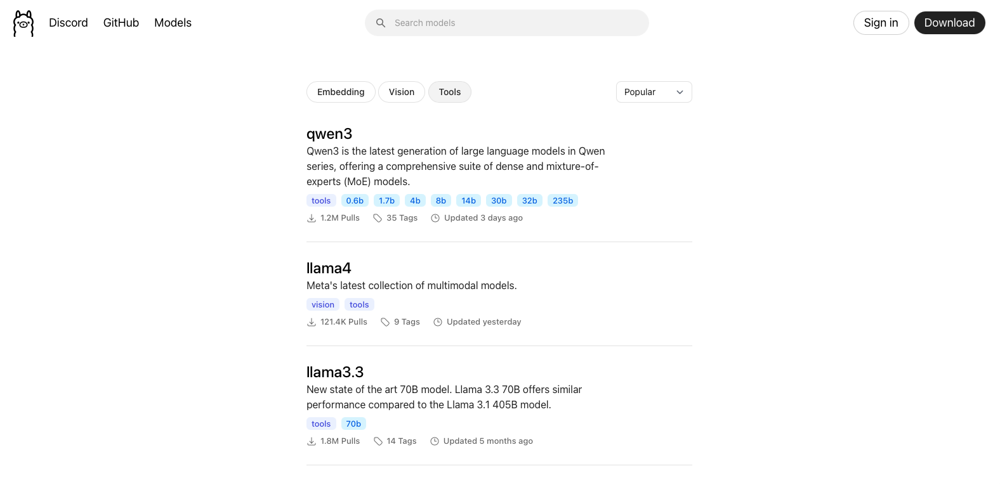 Discord GitHub Models Search models Sign in Download
Embedding Vision Tools Popular
qwen3
Qwen3 is the latest generation of large language models in Qwen
series, offering a comprehensive suite of dense and mixture-of-
experts (MoE) models.
tools 0.6b 1.7b 4b 8b 14b 30b 32b 235b
1.2M Pulls 35 Tags Updated 3 days ago
llama4
Meta's latest collection of multimodal models.
vision tools
121.4K Pulls 9 Tags Updated yesterday
llama3.3
New state of the art 70B model. Llama 3.3 70B offers similar
performance compared to the Llama 3.1 405B model.
tools 70b
1.8M Pulls 14 Tags Updated 5 months ago